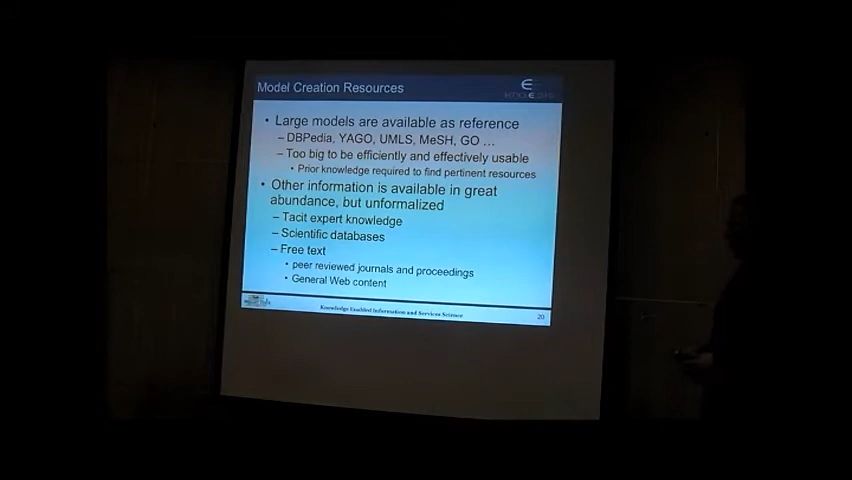 Model Creation Resources
• Large models are available as reference
– DBPedia, YAGO, UMLS, MeSH, GO ...
– Too big to be efficiently and effectively usable
• Prior knowledge required to find pertinent resources
• Other information is available in great
abundance, but unformalized
– Tacit expert knowledge
– Scientific databases
– Free text
• peer reviewed journals and proceedings
• General Web content
Knowledge Enabled Information and Services Science
20